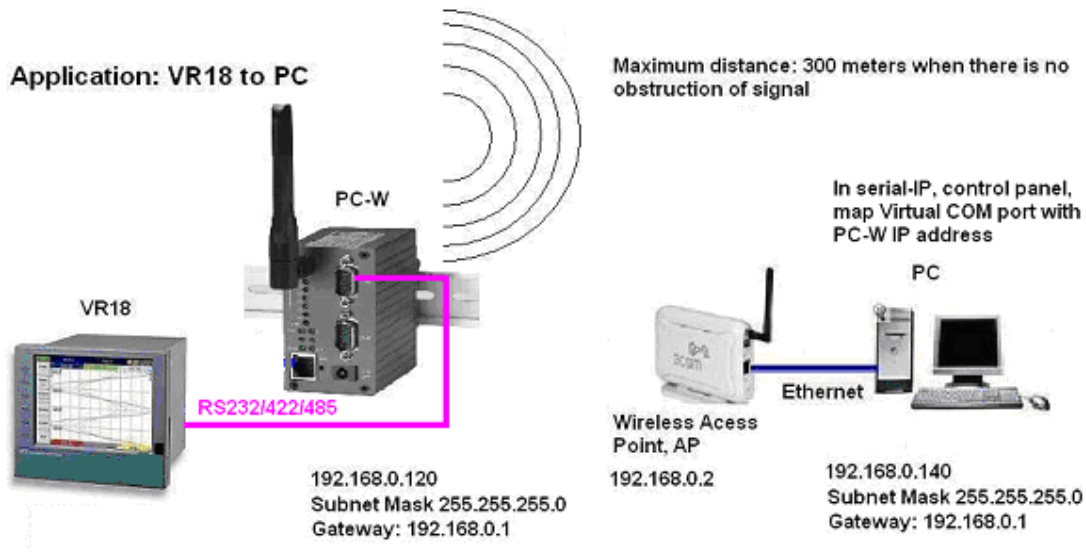 Application: VR18 to PC
Maximum distance: 300 meters when there is no
obstruction of signal
PC-W
In serial-IP, control panel,
map Virtual COM port with
PC-W IP address
PC
VR18
3com
RS232/422/485
Ethernet
Wireless Acess
Point, AP
192.168.0.2
192.168.0.120
Subnet Mask 255.255.255.0
Gateway: 192.168.0.1
192.168.0.140
Subnet Mask 255.255.255.0
Gateway: 192.168.0.1